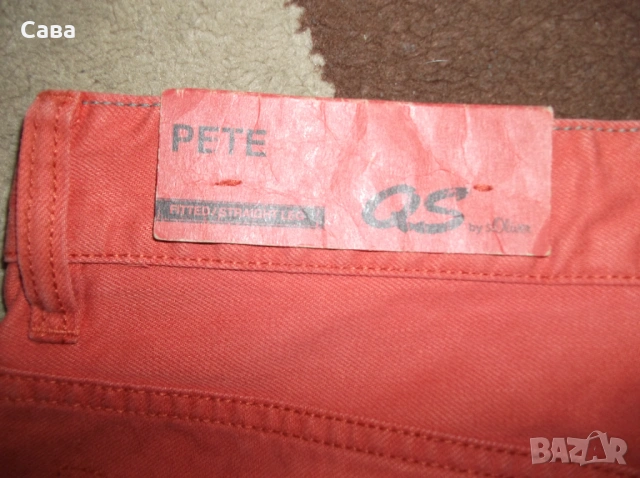 Сава
PETE
FITTED/STRAIGHT LEG
QS
by s.Oliver
BAZAR